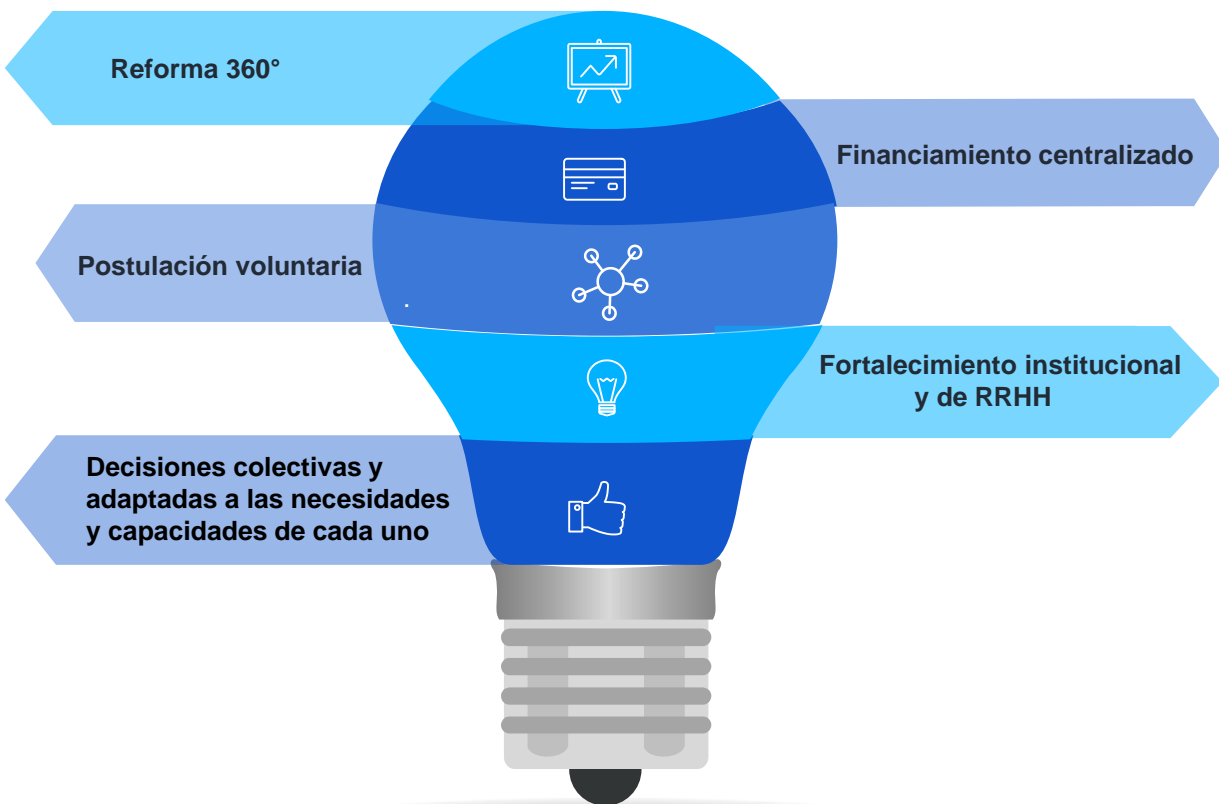 Reforma 360°
Financiamiento centralizado
Postulación voluntaria
.
Fortalecimiento institucional
y de RRHH
Decisiones colectivas y
adaptadas a las necesidades
y capacidades de cada uno